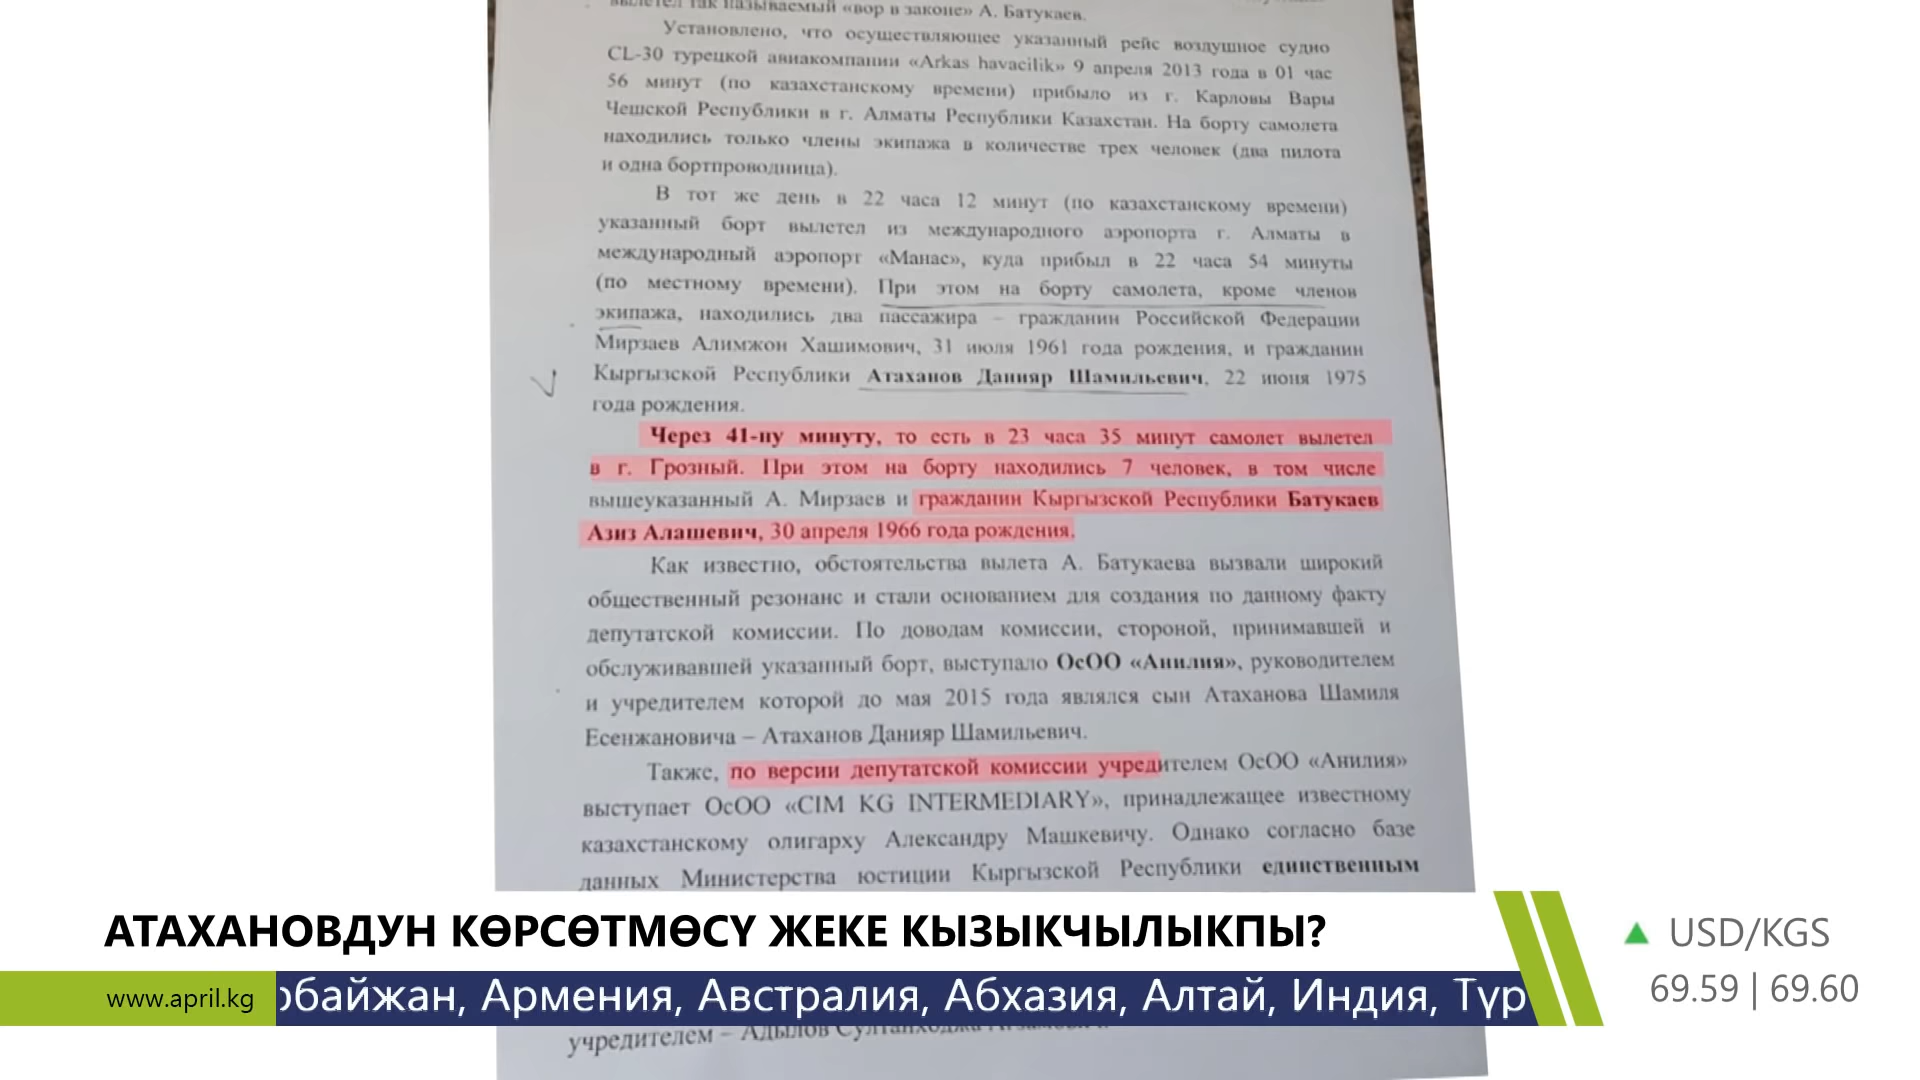 вылетел так называемый «вор в законе» А. Батукаев.
Установлено, что осуществляющее указанный рейс воздушное судно
CL-30 турецкой авиакомпании «Arkas havacilik» 9 апреля 2013 года в 01 час
56 минут (по казахстанскому времени) прибыло из г. Карловы Вары
Чешской Республики в г. Алматы Республики Казахстан. На борту самолета
находились только члены экипажа в количестве трех человек (два пилота
и одна бортпроводница).
В тот же день в 22 часа 12 минут (по казахстанскому времени)
указанный борт вылетел из международного аэропорта г. Алматы в
международный аэропорт «Манас», куда прибыл в 22 часа 54 минуты
(по местному времени). При этом на борту самолета, кроме членов
экипажа, находились два пассажира – гражданин Российской Федерации
Мирзаев Алимжон Хашимович, 31 июля 1961 года рождения, и гражданин
Кыргызской Республики Атаханов Данияр Шамильевич, 22 июня 1975
года рождения.
Через 41-ну минуту, то есть в 23 часа 35 минут самолет вылетел
в г. Грозный. При этом на борту находились 7 человек, в том числе
вышеуказанный А. Мирзаев и гражданин Кыргызской Республики Батукаев
Азиз Алашевич, 30 апреля 1966 года рождения.
Как известно, обстоятельства вылета А. Батукаева вызвали широкий
общественный резонанс и стали основанием для создания по данному факту
депутатской комиссии. По доводам комиссии, стороной, принимавшей и
обслуживавшей указанный борт, выступало ОсОО «Анилия», руководителем
и учредителем которой до мая 2015 года являлся сын Атаханова Шамиля
Есенжановича – Атаханов Данияр Шамильевич.
Также, по версии депутатской комиссии учредителем ОсОО «Анилия»
выступает ОсОО «CIM KG INTERMEDIARY», принадлежащее известному
казахстанскому олигарху Александру Машкевичу. Однако согласно базе
данных Министерства юстиции Кыргызской Республики единственным
АТАХАНОВДУН КӨРСӨТМӨСҮ ЖЕКЕ КЫЗЫКЧЫЛЫКПЫ?
USD/KGS
69.59 | 69.60
www.april.kg
рбайжан, Армения, Австралия, Абхазия, Алтай, Индия, Түр
учредителем – Адылов